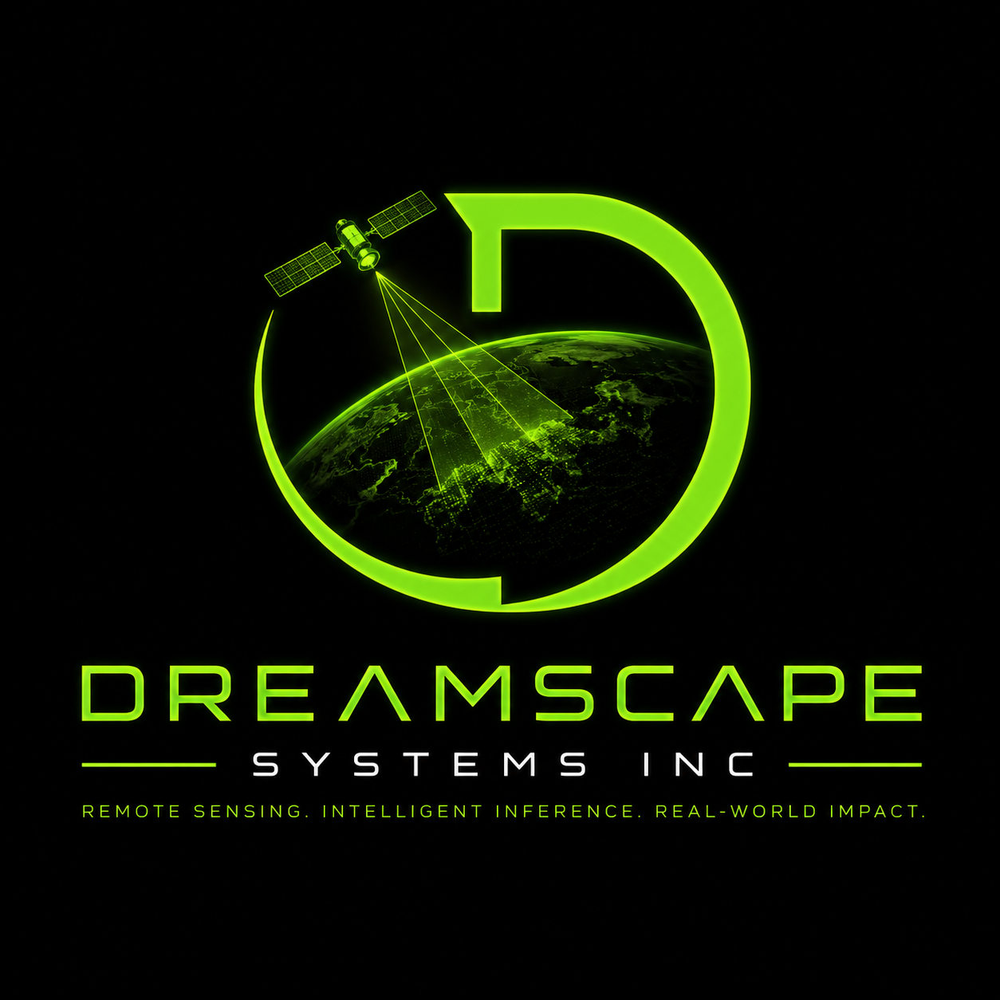 DREAMSCAPE
SYSTEMS INC
REMOTE SENSING. INTELLIGENT INFERENCE. REAL-WORLD IMPACT.